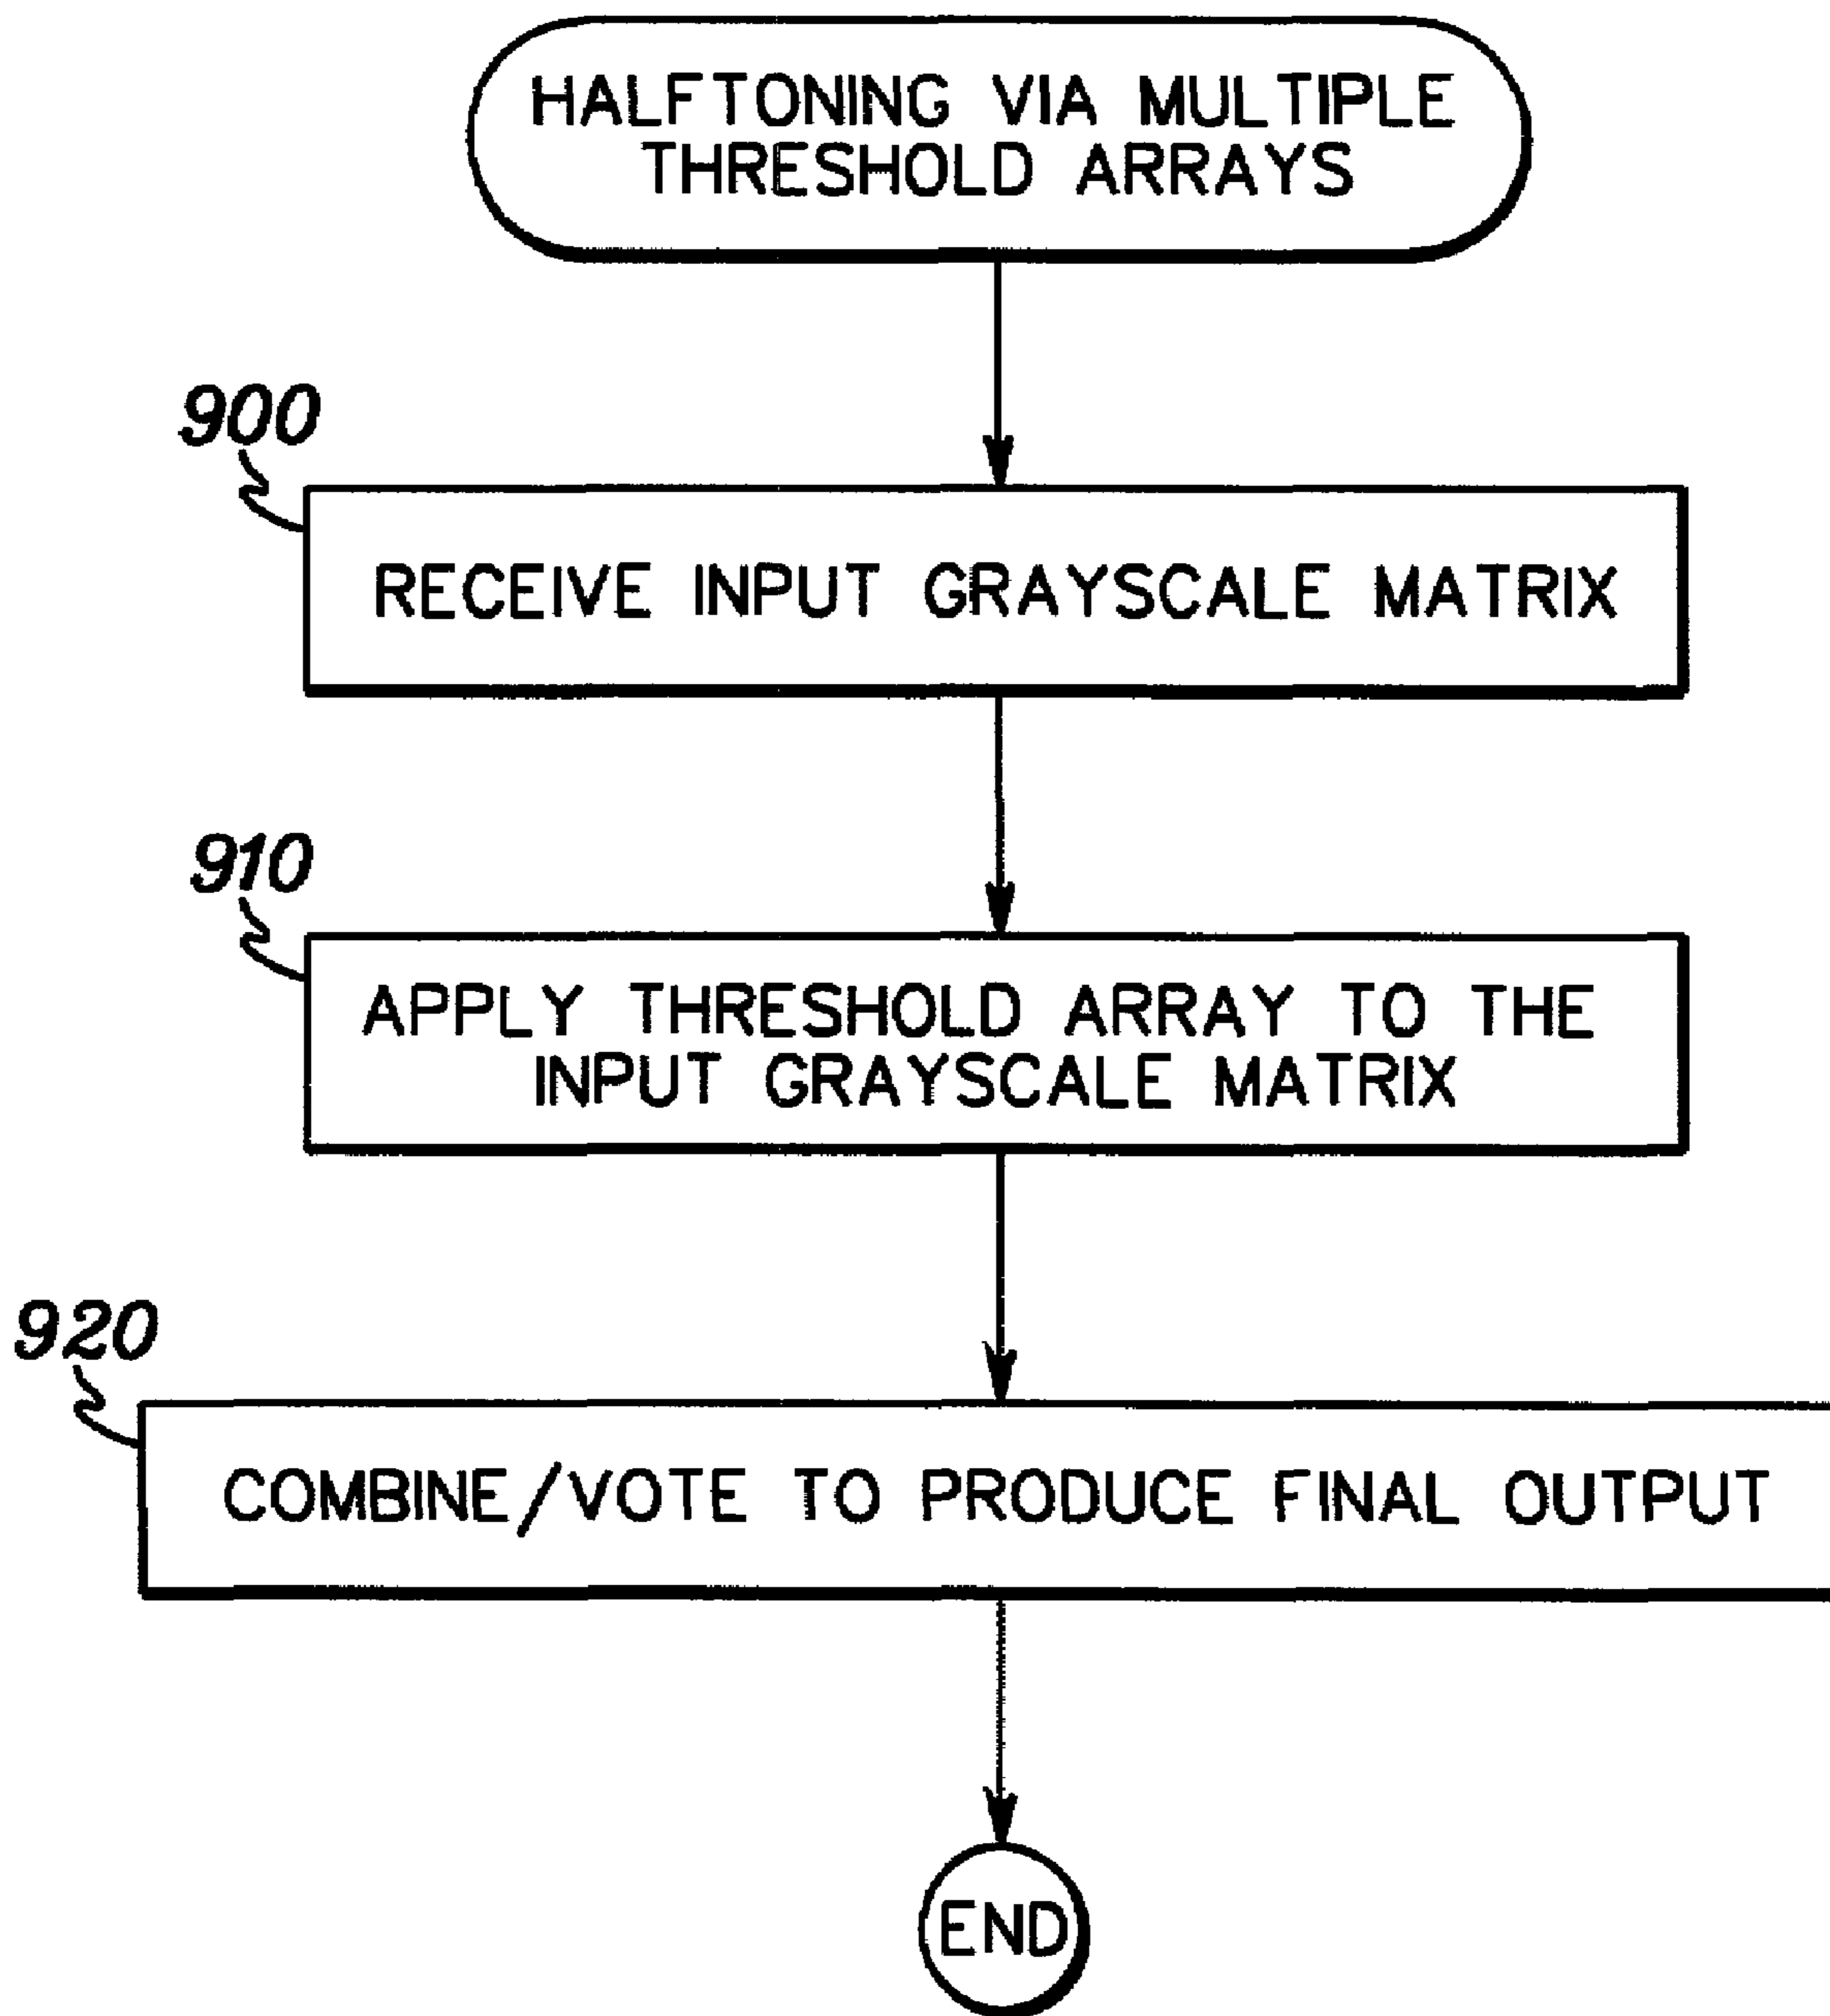 HALFTONING VIA MULTIPLE
THRESHOLD ARRAYS
900
RECEIVE INPUT GRAYSCALE MATRIX
910
APPLY THRESHOLD ARRAY TO THE
INPUT GRAYSCALE MATRIX
920
COMBINE/VOTE TO PRODUCE FINAL OUTPUT
END